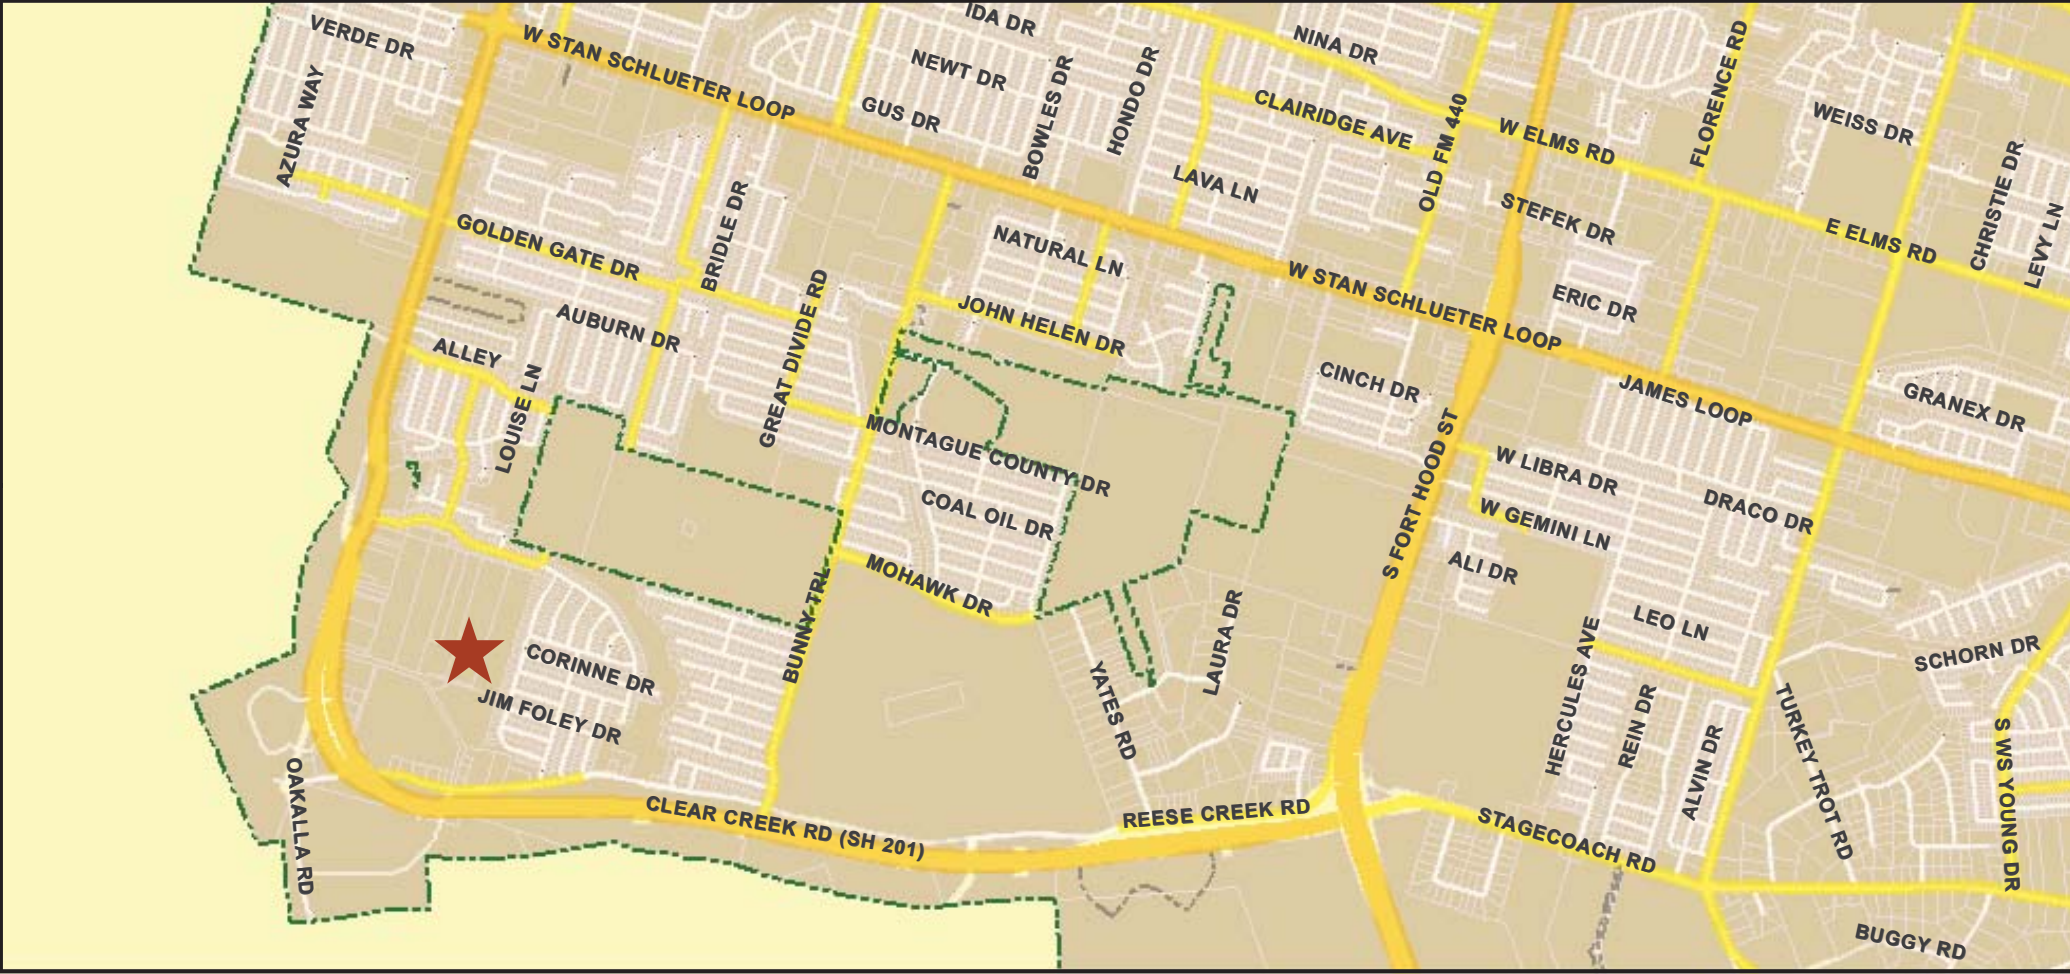 VERDE DR
W STAN SCHLUETER LOOP
IDA DR
NEWT DR
NINA DR
FLORENCE RD
AZURA WAY
GUS DR
BOWLES DR
HONDO DR
CLAIRIDGE AVE
OLD FM 440
W ELMS RD
WEISS DR
CHRISTIE DR
LEVY LN
LAVA LN
STEFEK DR
E ELMS RD
GOLDEN GATE DR
BRIDLE DR
NATURAL LN
W STAN SCHLUETER LOOP
ERIC DR
AUBURN DR
GREAT DIVIDE RD
JOHN HELEN DR
ALLEY
LOUISE LN
CINCH DR
JAMES LOOP
GRANEX DR
MONTAGUE COUNTY DR
S FORT HOOD ST
W LIBRA DR
COAL OIL DR
W GEMINI LN
DRACO DR
ALI DR
MOHAWK DR
BUNNY TRL
LAURA DR
LEO LN
HERCULES AVE
SCHORN DR
CORINNE DR
JIM FOLEY DR
YATES RD
REIN DR
ALVIN DR
TURKEY TROT RD
S WS YOUNG DR
OAKALLA RD
CLEAR CREEK RD (SH 201)
REESE CREEK RD
STAGECOACH RD
BUGGY RD